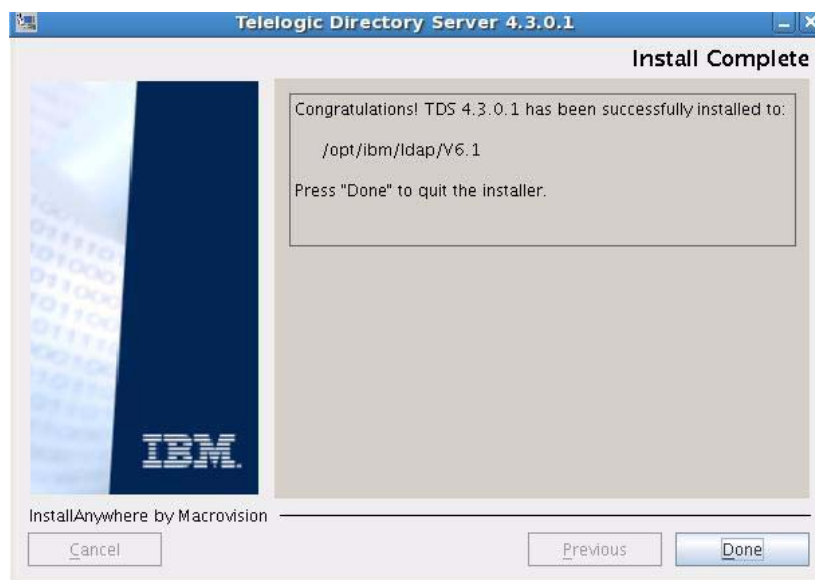 Telelogic Directory Server 4.3.0.1
Install Complete
Congratulations! TDS 4.3.0.1 has been successfully installed to:
/opt/ibm/ldap/V6.1
Press "Done" to quit the installer.
IBM.
InstallAnywhere by Macrovision
Cancel
Previous
Done